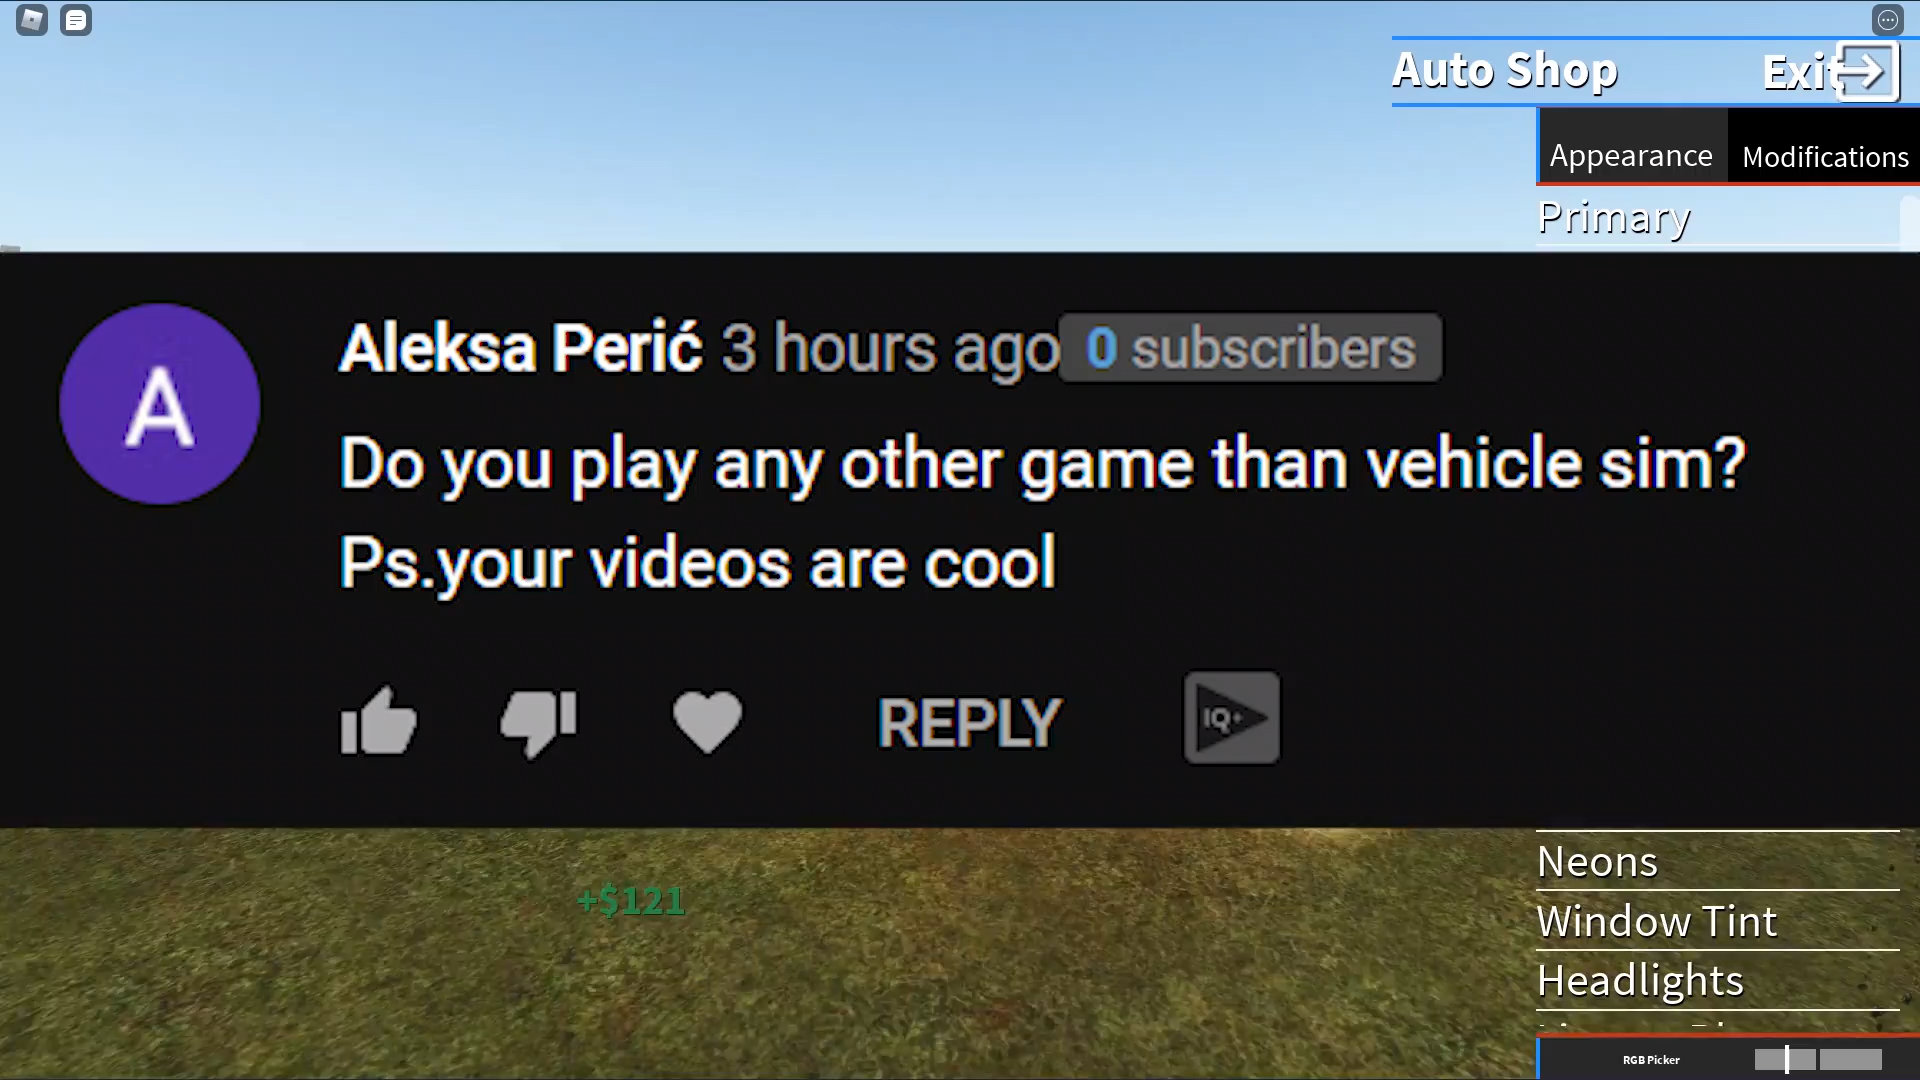 Auto Shop
Exit
Appearance
Modifications
Primary
A
Aleksa Perić 3 hours ago 0 subscribers
Do you play any other game than vehicle sim?
Ps.your videos are cool
REPLY
IQ+
+$121
Neons
Window Tint
Headlights
RGB Picker